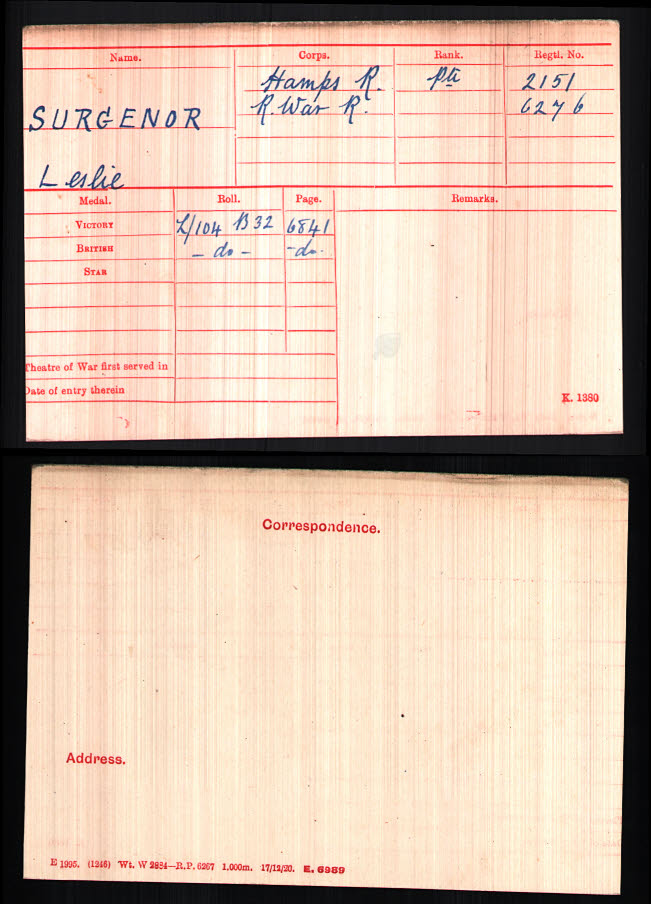 Name. Corps. Rank. Regtl. No.
Hamps R. Pte 2151
SURGENOR R. War R. 6276
Leslie
Medal. Roll. Page. Remarks.
VICTORY L/104 B32 6841
BRITISH - do - - do -
STAR
Theatre of War first served in
Date of entry therein
K. 1380
Correspondence.
Address.
E 1995. (1246) Wt. W 2884—R.P. 6267 1,000m. 17/12/20. E. 6989